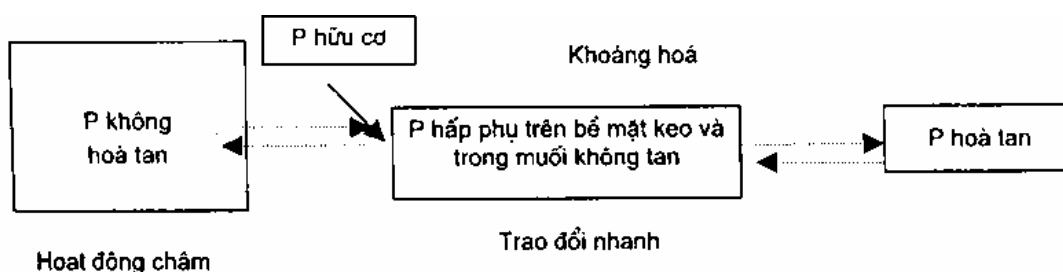 P hữu cơ
Khoáng hoá
P không
hoà tan
P hấp phụ trên bề mặt keo và
trong muối không tan
P hoà tan
Trao đổi nhanh
Hoạt động chậm